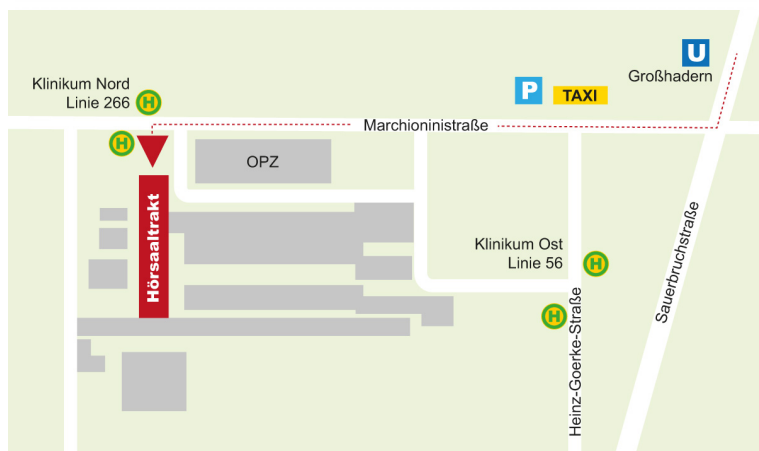 U
Großhadern
Klinikum Nord
Linie 266
H
P
TAXI
H
Marchioninistraße
OPZ
Hörsaaltrakt
Klinikum Ost
Linie 56
H
H
Heinz-Goerke-Straße
Sauerbruchstraße